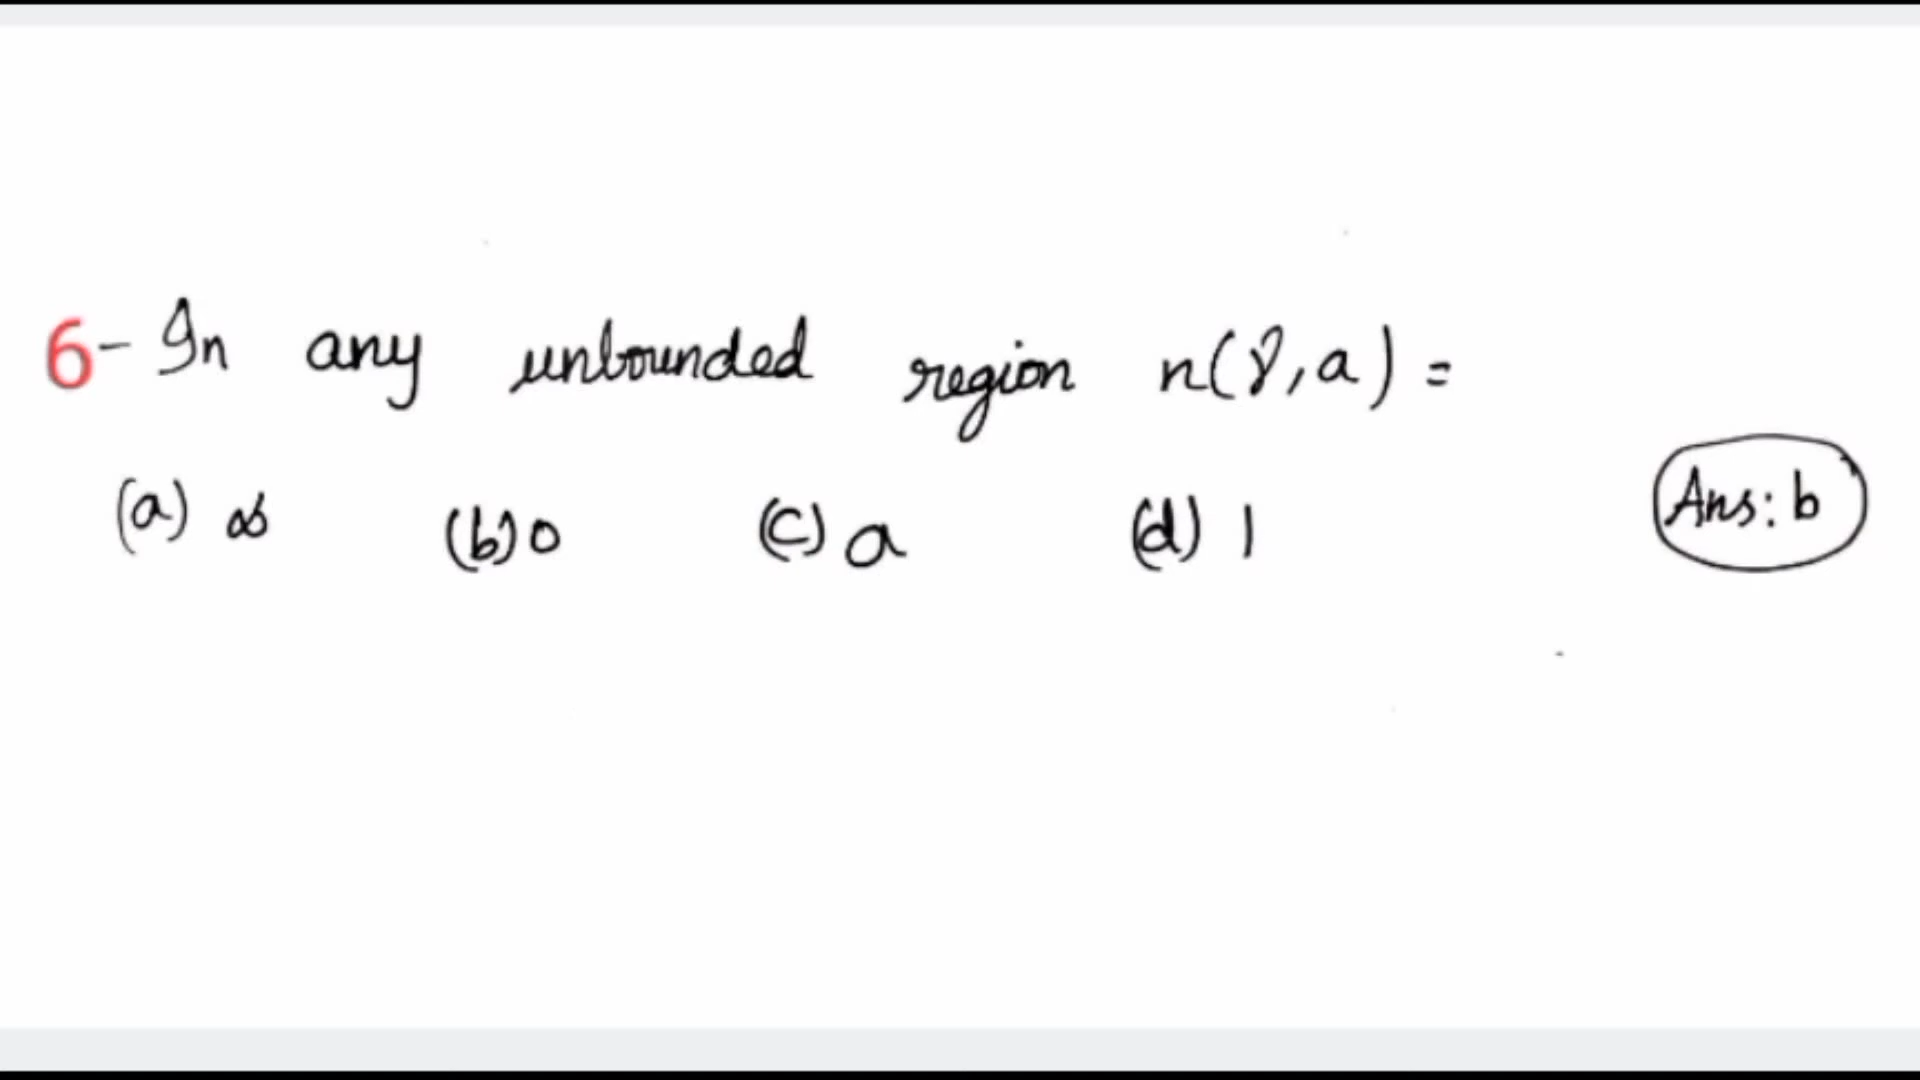 6- In any unbounded region n(γ, a) =
(a) ∞ (b) 0 (c) a (d) 1
Ans: b